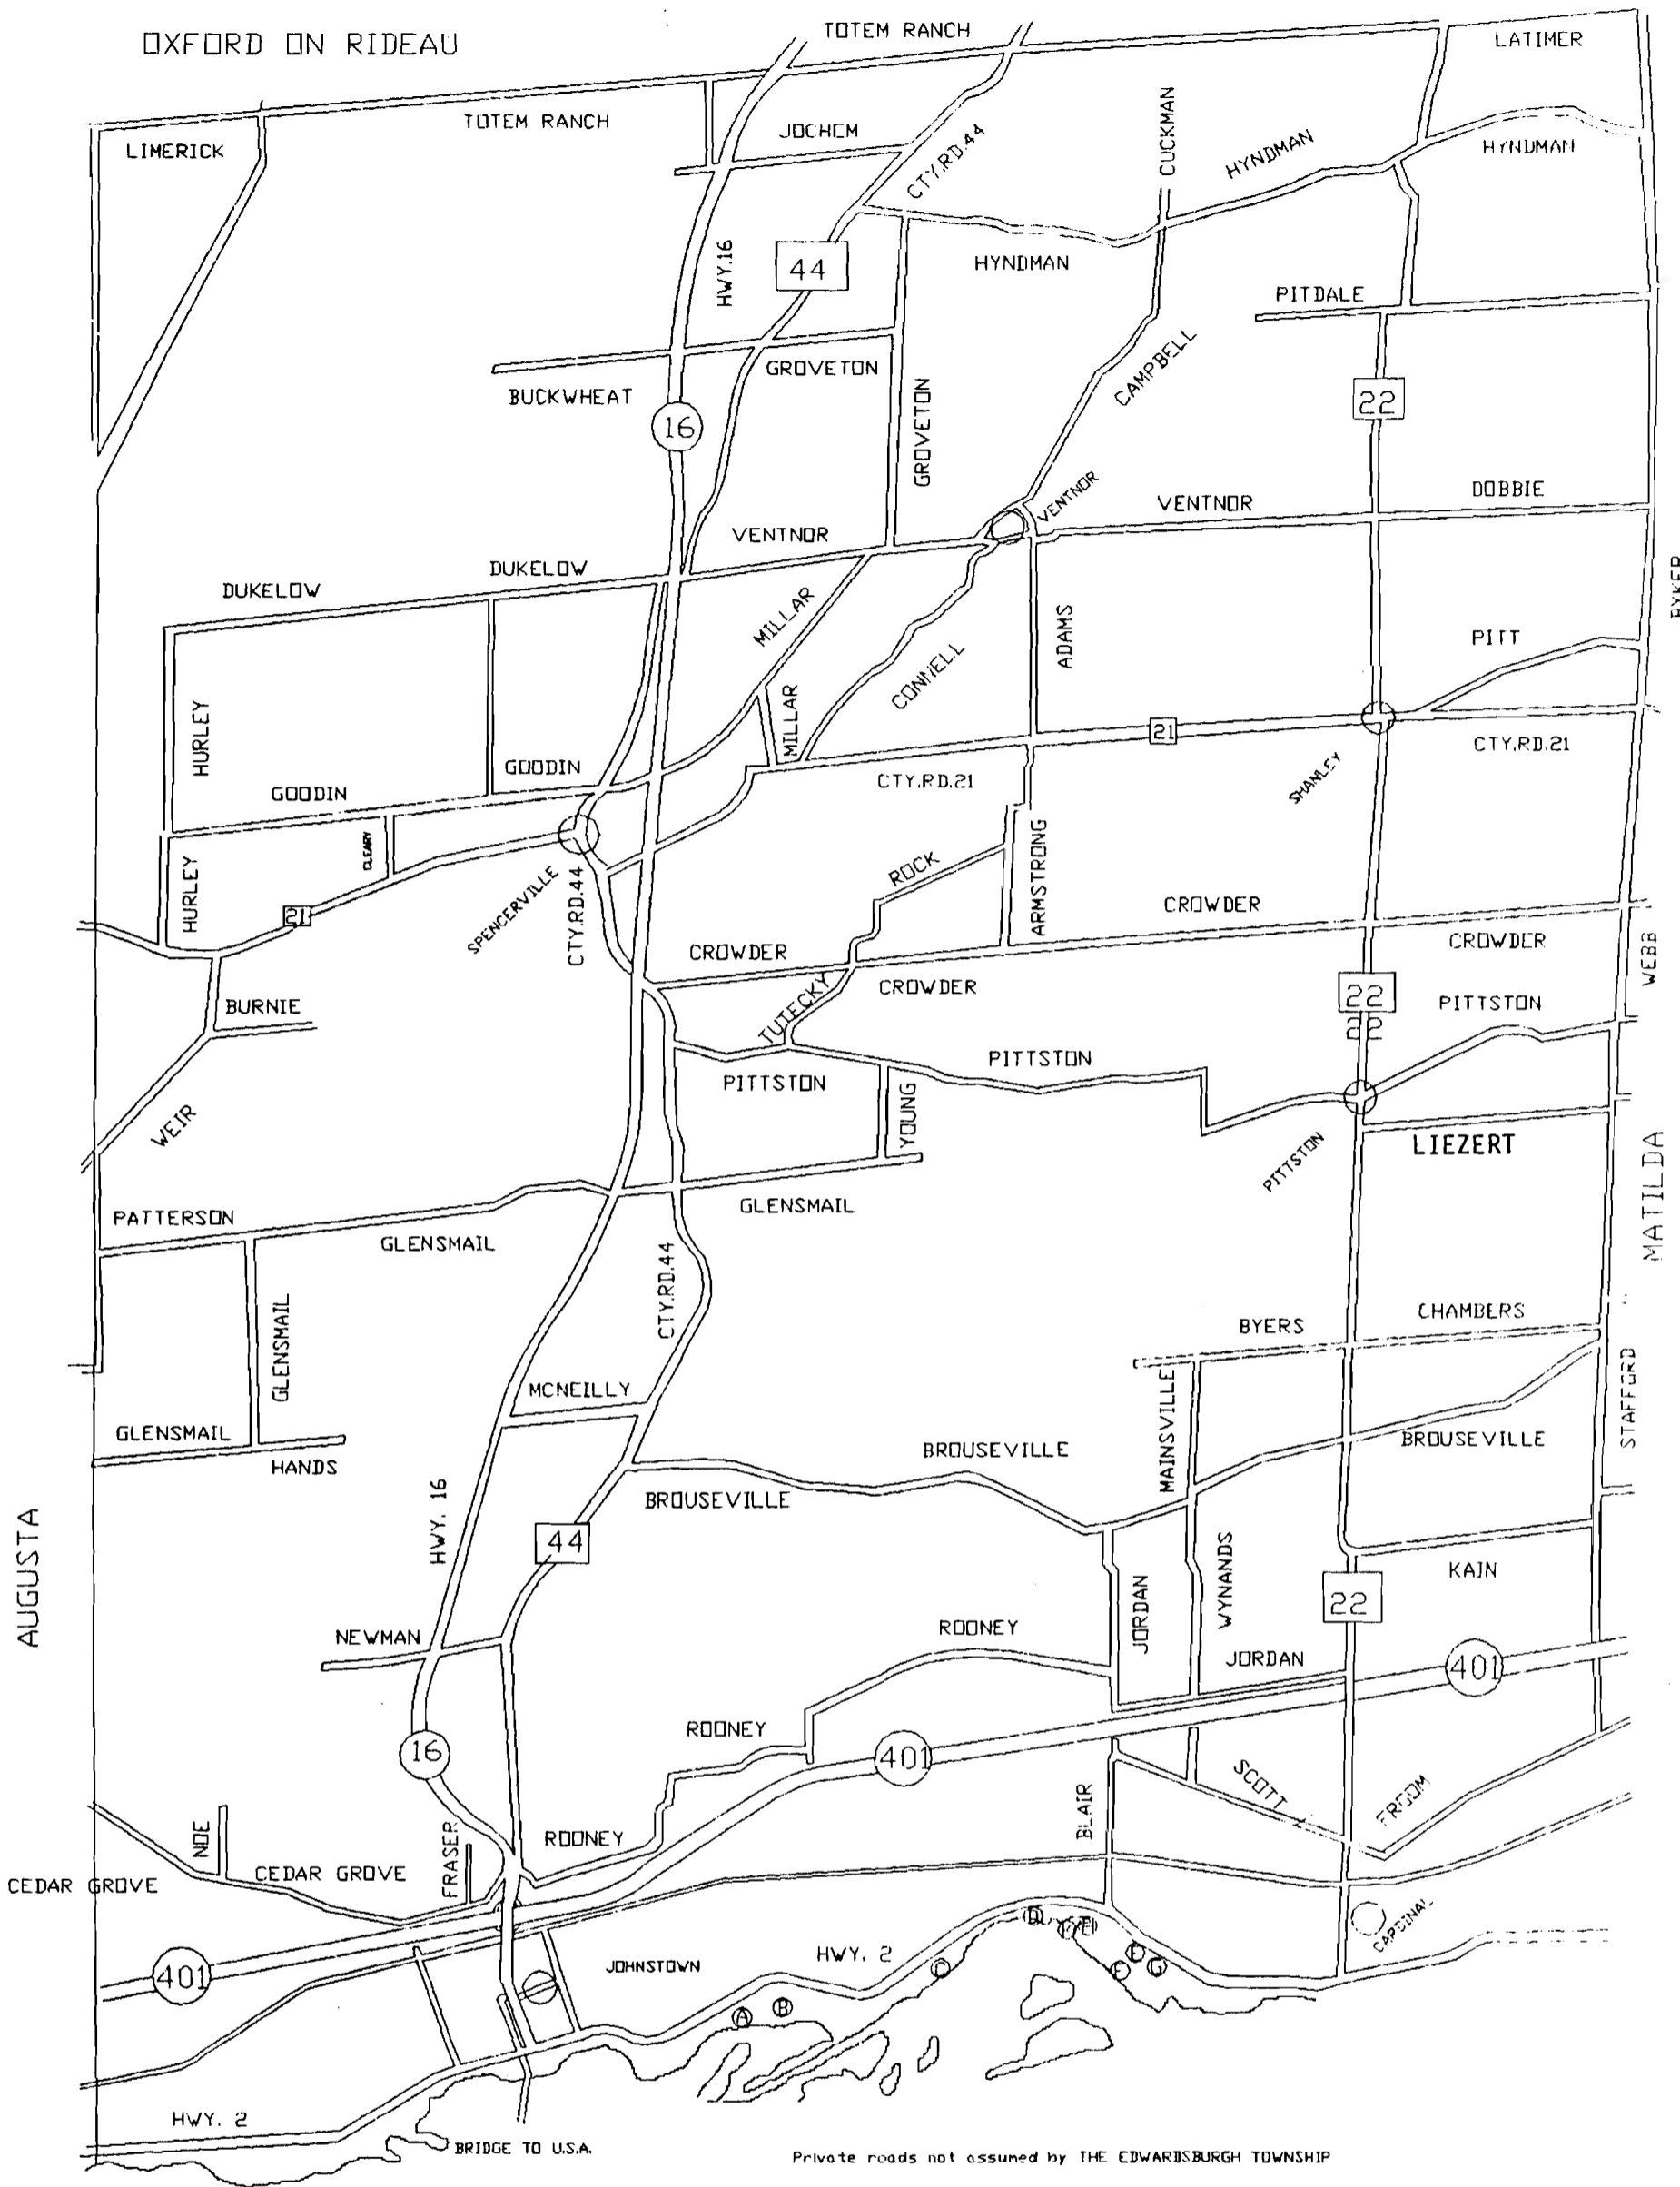 OXFORD ON RIDEAU
TOTEM RANCH
LATIMER
TOTEM RANCH
LIMERICK
JOCHEM
CTY.RD.44
CUCKMAN
HYNDMAN
HYNDMAN
HWY.16
44
HYNDMAN
PITDALE
GROVETON
BUCKWHEAT
CAMPBELL
22
16
GROVETON
VENTNOR
VENTNOR
DOBBIE
VENTNOR
DUKELOW
DUKELOW
MILLAR
ADAMS
PITT
CONNELL
HURLEY
MILLAR
21
CTY.RD.21
GOODIN
GOODIN
CTY.RD.21
SHANLEY
CLEARY
ROCK
ARMSTRONG
HURLEY
21
SPENCERVILLE
CTY.RD.44
CROWDER
CROWDER
CROWDER
CROWDER
WEBB
BURNIE
TUTECKY
22
22
PITTSTON
PITTSTON
PITTSTON
YOUNG
WEIR
LIEZERT
PITTSTON
MATILDA
PATTERSON
GLENSMAIL
GLENSMAIL
CTY.RD.44
GLENSMAIL
BYERS
CHAMBERS
MCNEILLY
MAINSVILLE
STAFFORD
GLENSMAIL
HANDS
BROUSEVILLE
BROUSEVILLE
BROUSEVILLE
HWY. 16
AUGUSTA
44
WYNANDS
KAIN
22
JORDAN
NEWMAN
RODNEY
JORDAN
401
RODNEY
16
401
SCOTT
FROOM
BLAIR
NOE
FRASER
RODNEY
CEDAR GROVE
CEDAR GROVE
CARDINAL
D
401
JOHNSTOWN
HWY. 2
C
F
G
A
B
HWY. 2
BRIDGE TO U.S.A.
Private roads not assumed by THE EDWARDSBURGH TOWNSHIP